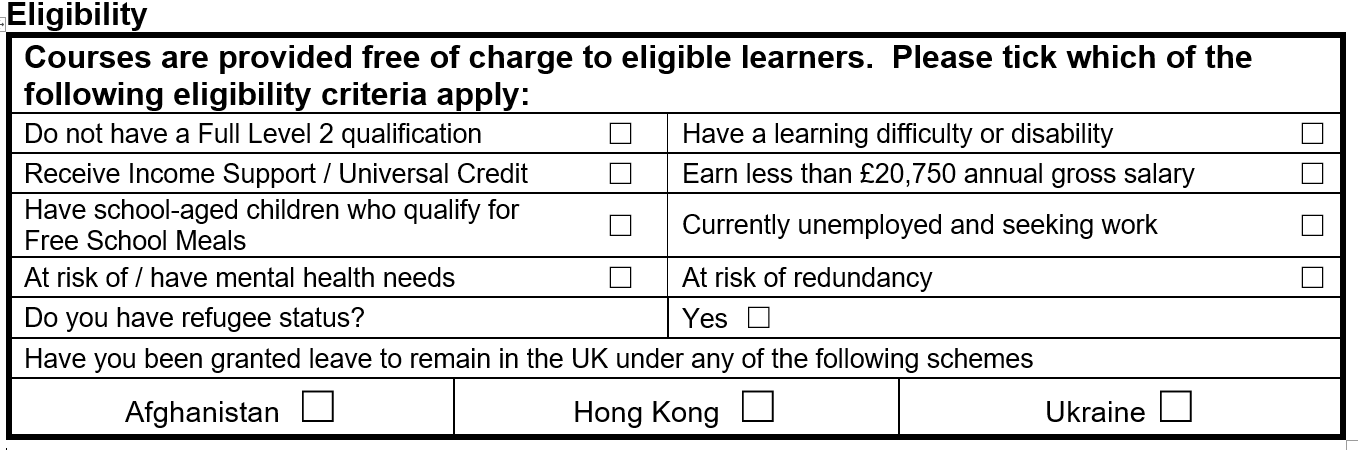 Eligibility
Courses are provided free of charge to eligible learners.  Please tick which of the
following eligibility criteria apply:
Do not have a Full Level 2 qualification ☐ Have a learning difficulty or disability ☐
Receive Income Support / Universal Credit ☐ Earn less than £20,750 annual gross salary ☐
Have school-aged children who qualify for
Free School Meals ☐ Currently unemployed and seeking work ☐
At risk of / have mental health needs ☐ At risk of redundancy ☐
Do you have refugee status? Yes ☐
Have you been granted leave to remain in the UK under any of the following schemes
Afghanistan ☐ Hong Kong ☐ Ukraine ☐